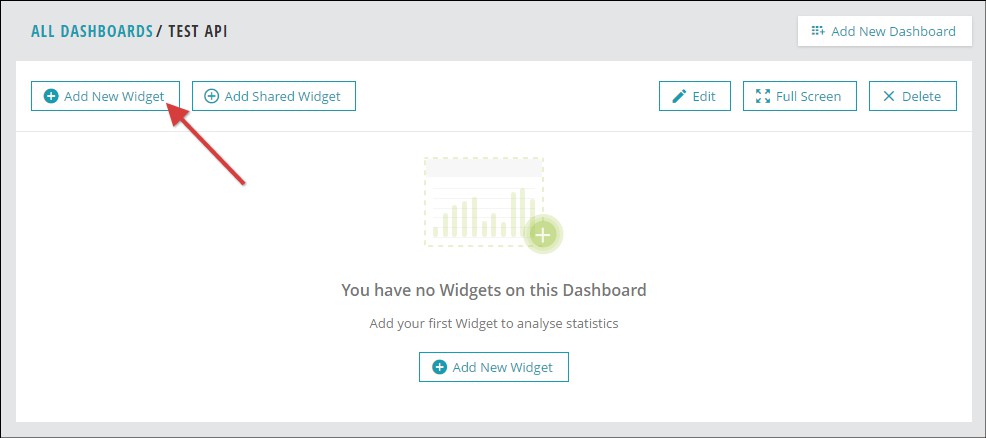 ALL DASHBOARDS / TEST API
Add New Dashboard
Add New Widget
Add Shared Widget
Edit
Full Screen
Delete
You have no Widgets on this Dashboard
Add your first Widget to analyse statistics
Add New Widget